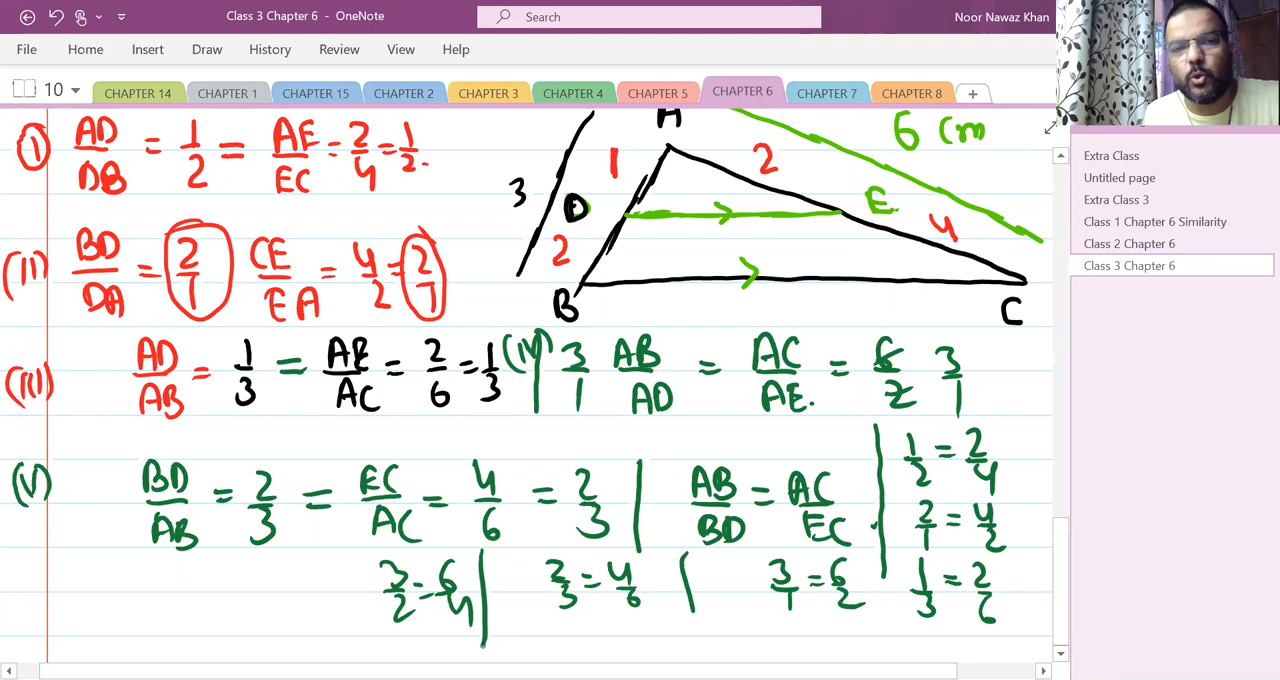 Class 3 Chapter 6 - OneNote
Search
Noor Nawaz Khan
File Home Insert Draw History Review View Help
10
CHAPTER 14 CHAPTER 1 CHAPTER 15 CHAPTER 2 CHAPTER 3 CHAPTER 4 CHAPTER 5 CHAPTER 6 CHAPTER 7 CHAPTER 8 +
Extra Class
Untitled page
Extra Class 3
Class 1 Chapter 6 Similarity
Class 2 Chapter 6
Class 3 Chapter 6
(I) AD/DB = 1/2 = AE/EC = 2/4 = 1/2.
A 6 cm
1 2
3 D E.
2 4
B C
(II) BD/DA = 2/1 CE/EA = 4/2 = 2/1
(III) AD/AB = 1/3 = AE/AC = 2/6 = 1/3
(IV) 3/1 AB/AD = AC/AE. = 6/2 3/1
(V) BD/AB = 2/3 = EC/AC = 4/6 = 2/3
AB/BD = AC/EC.
1/2 = 2/4
2/1 = 4/2
3/2 = 6/4 2/3 = 4/6 3/1 = 6/2 1/3 = 2/6